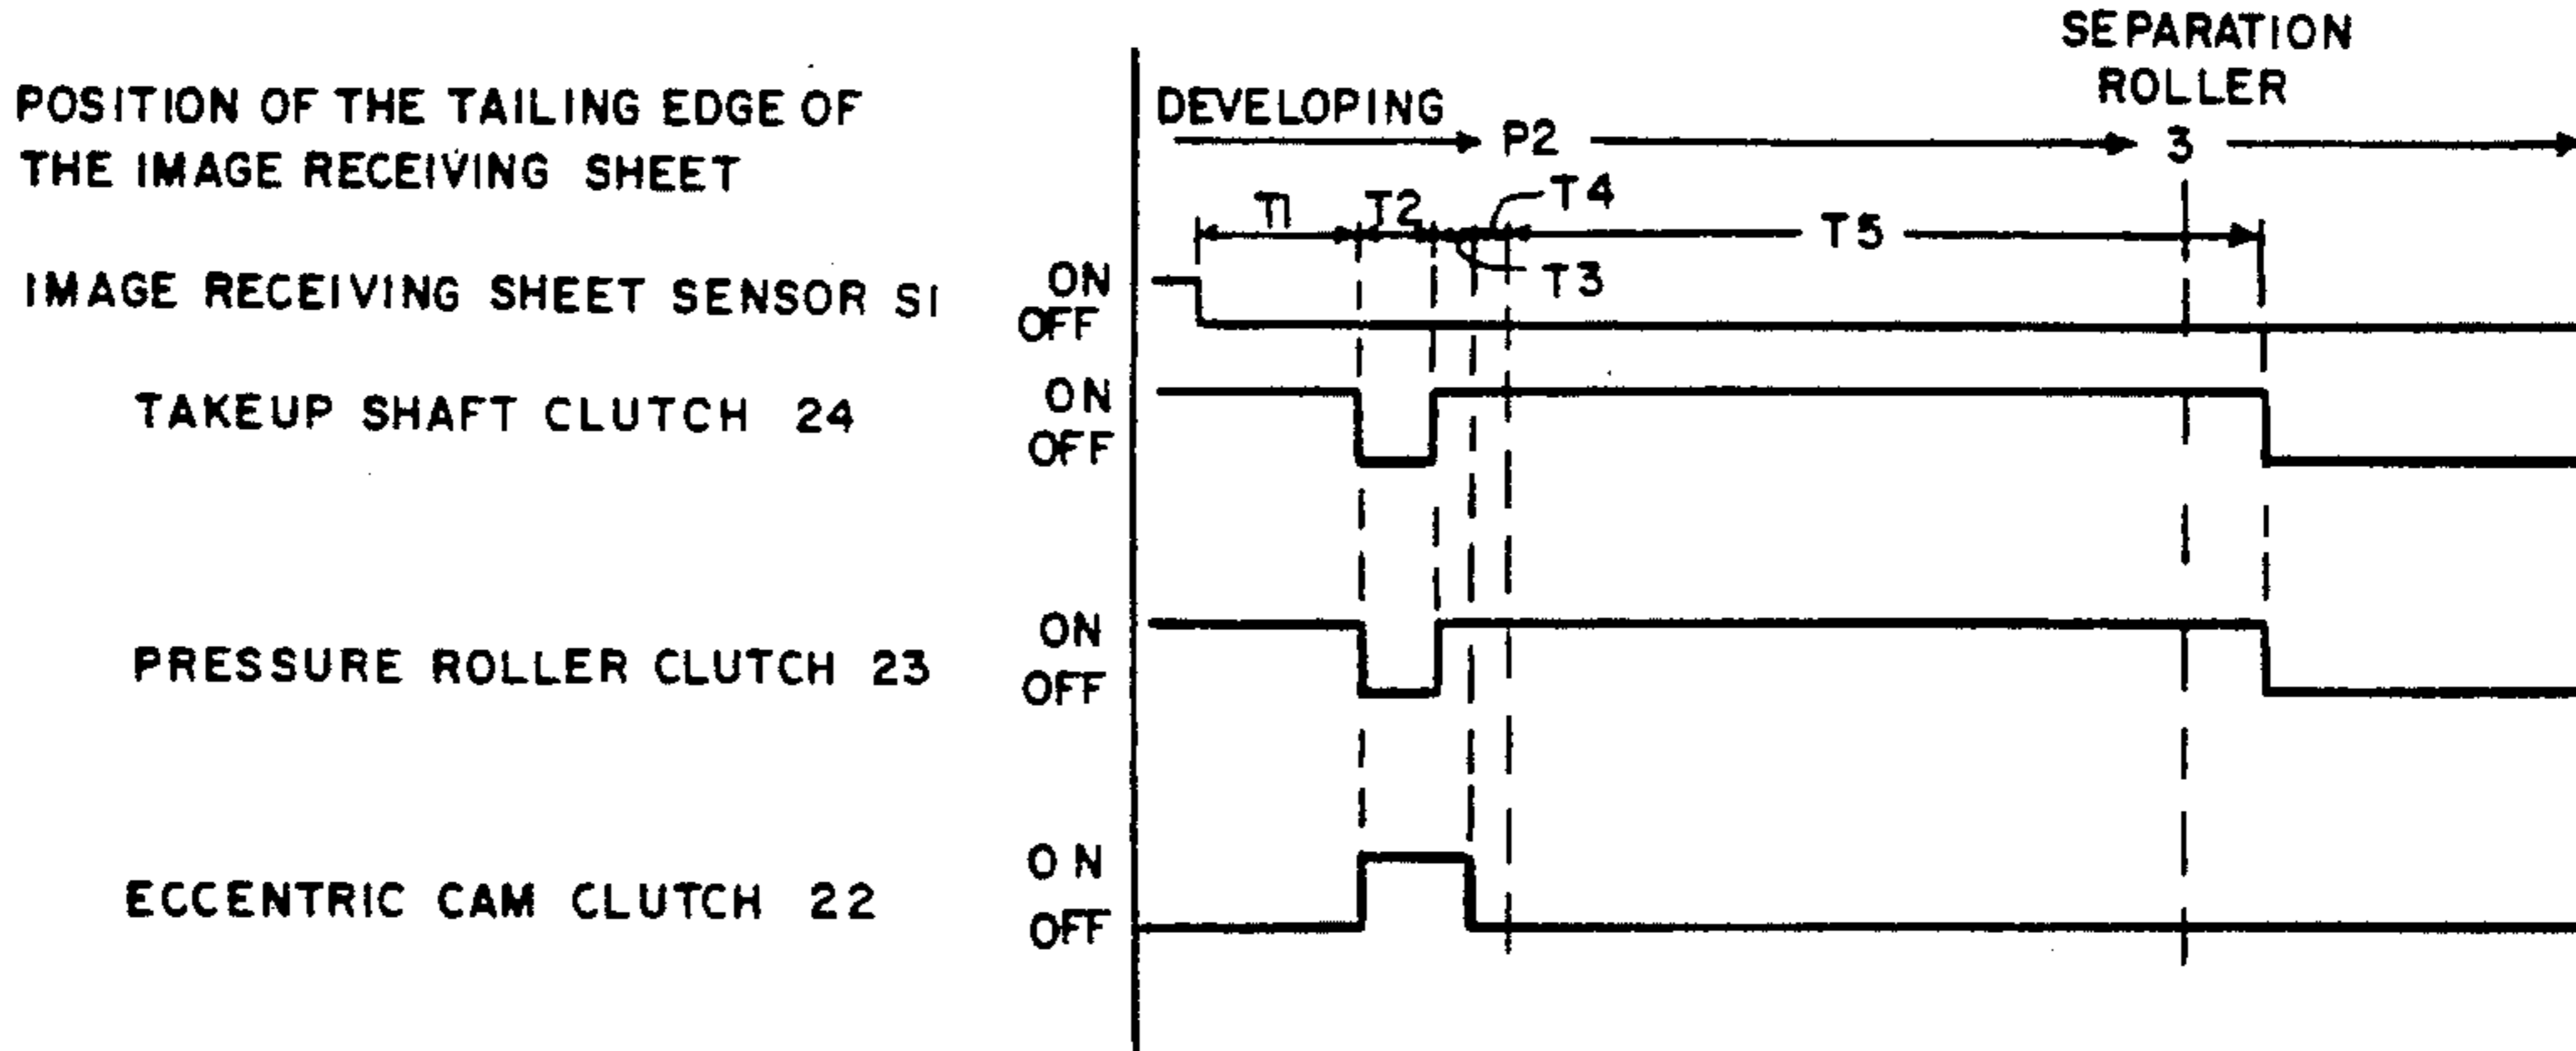 SEPARATION
ROLLER
POSITION OF THE TAILING EDGE OF
THE IMAGE RECEIVING SHEET
DEVELOPING
P2
3
T1 T2 T4
T5
T3
IMAGE RECEIVING SHEET SENSOR S1
ON
OFF
TAKEUP SHAFT CLUTCH 24
ON
OFF
PRESSURE ROLLER CLUTCH 23
ON
OFF
ECCENTRIC CAM CLUTCH 22
ON
OFF